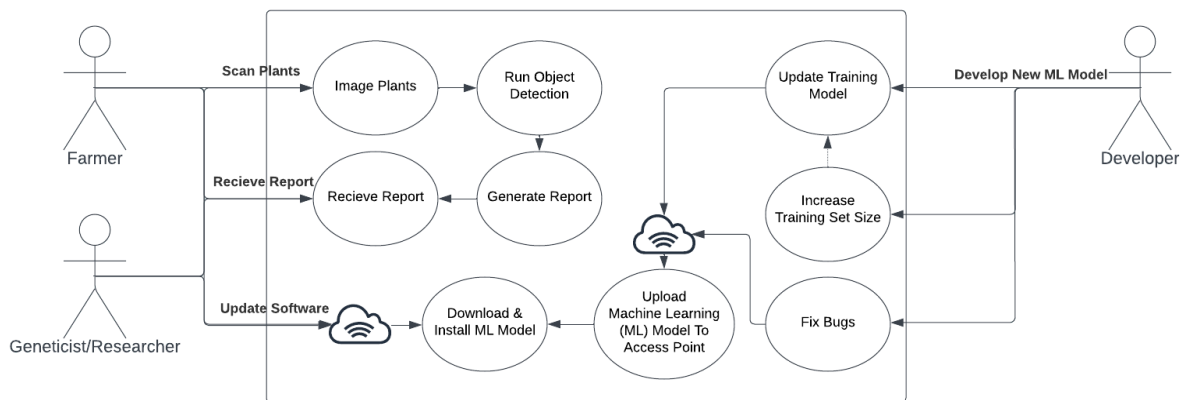 Scan Plants
Image Plants
Run Object
Detection
Update Training
Model
Develop New ML Model
Farmer
Developer
Recieve Report
Recieve Report
Generate Report
Increase
Training Set Size
Update Software
Download &
Install ML Model
Upload
Machine Learning
(ML) Model To
Access Point
Fix Bugs
Geneticist/Researcher